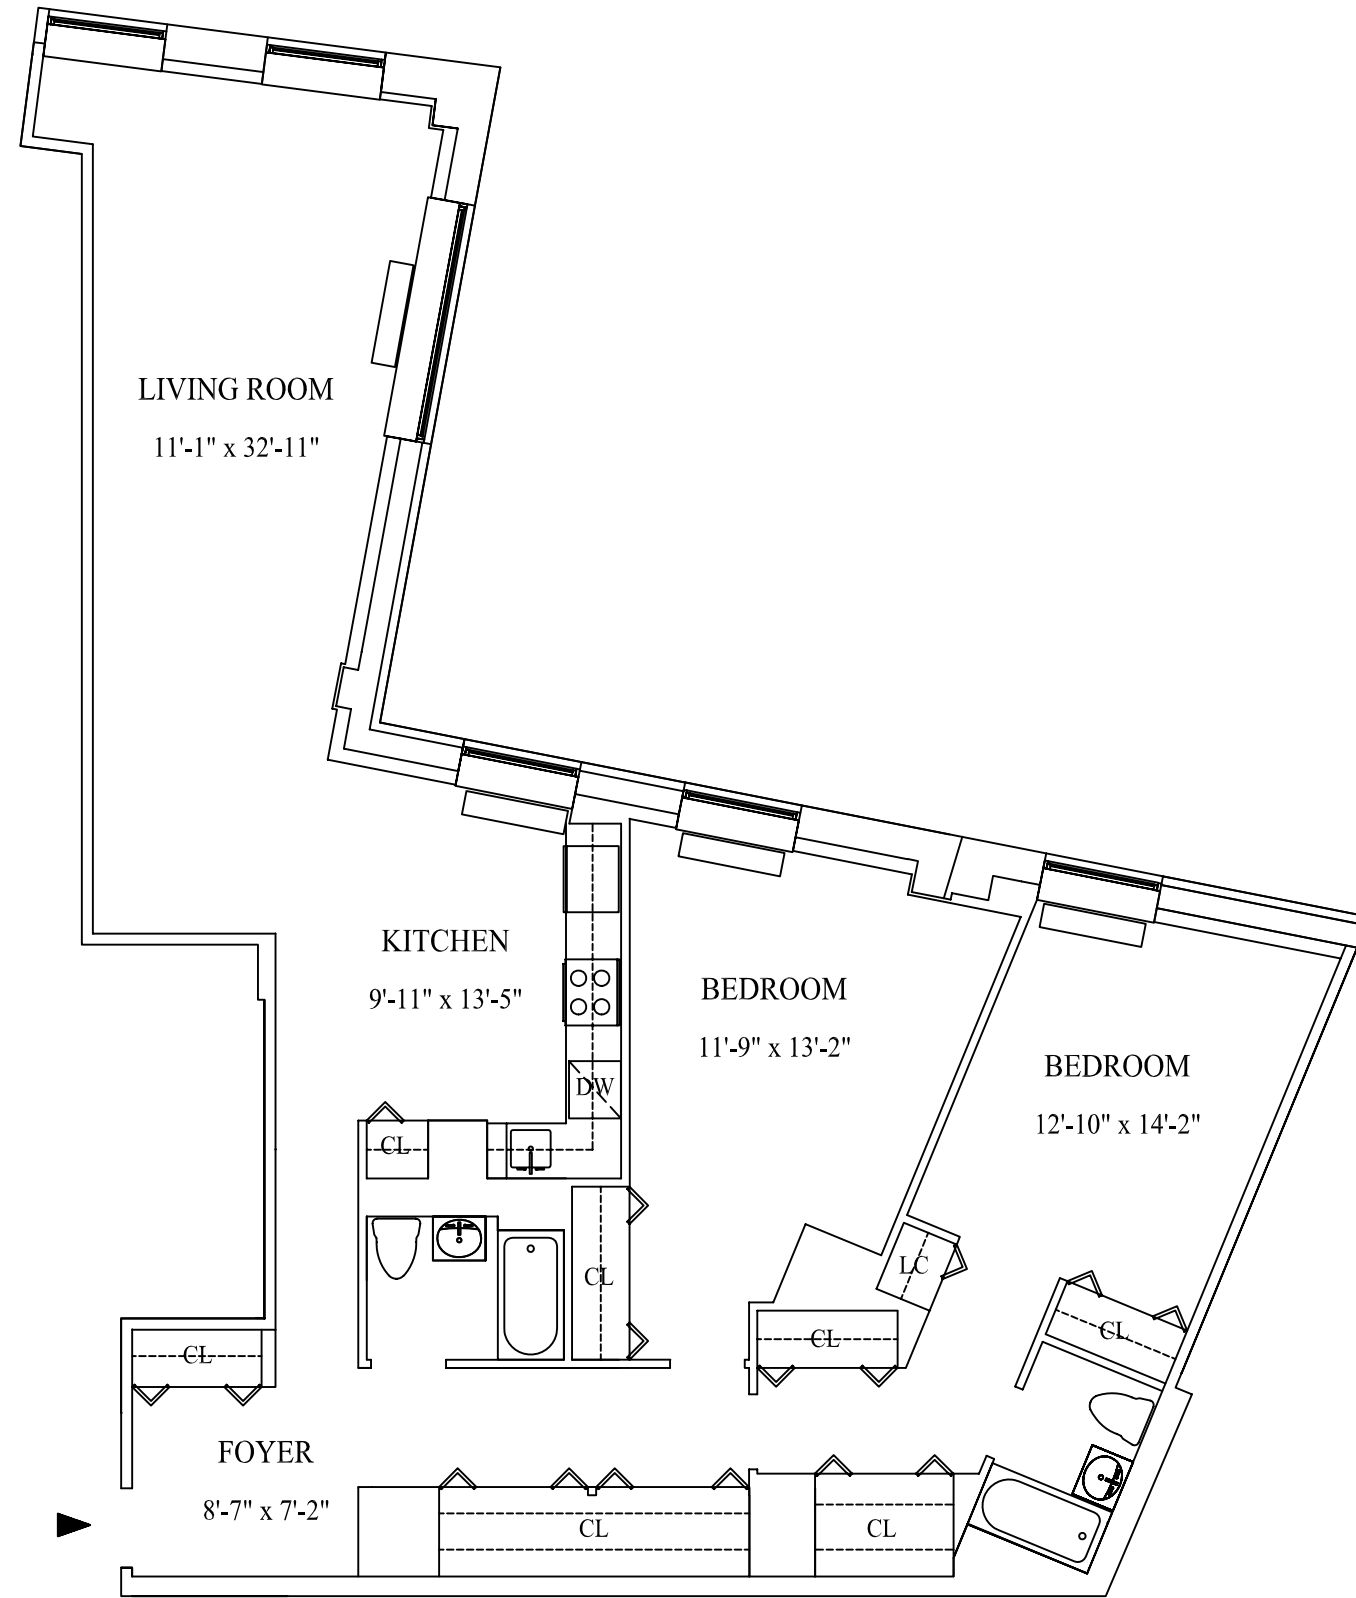 LIVING ROOM
11'-1" x 32'-11"
KITCHEN
9'-11" x 13'-5"
BEDROOM
11'-9" x 13'-2"
BEDROOM
12'-10" x 14'-2"
DW
CL
CL
LC
CL
CL
CL
FOYER
8'-7" x 7'-2"
CL
CL